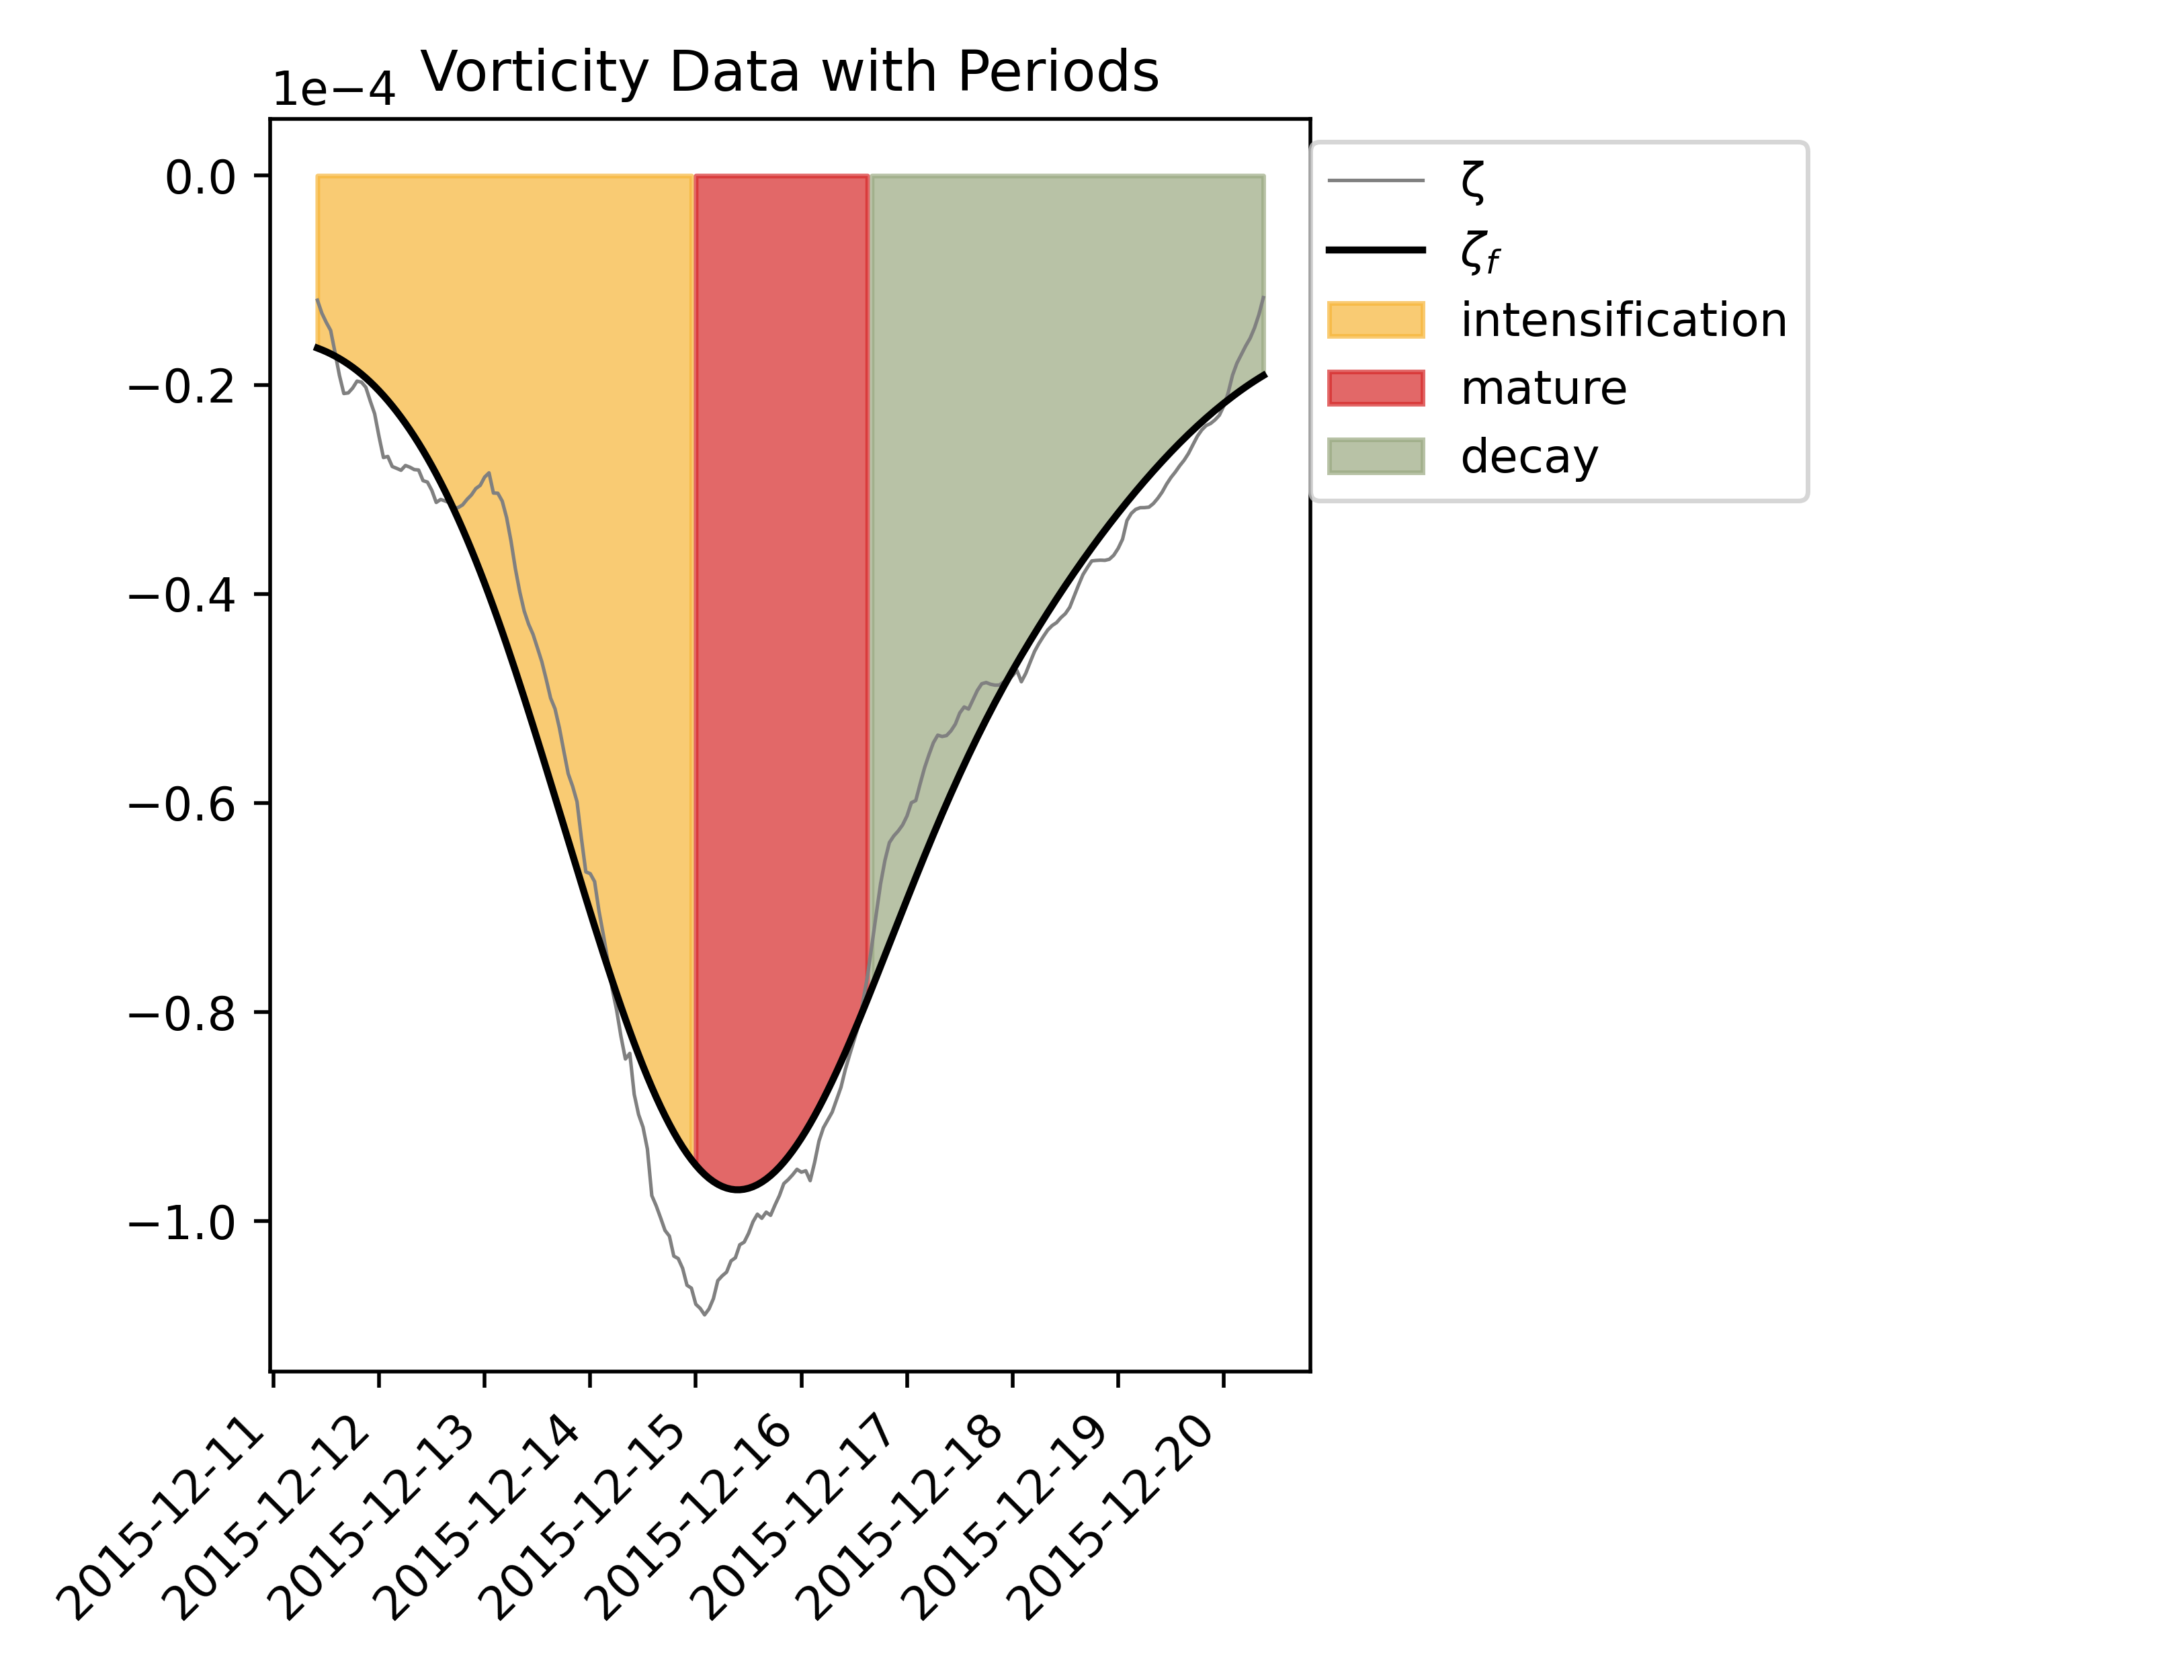 Vorticity Data with Periods
1e−4
0.0
−0.2
−0.4
−0.6
−0.8
−1.0
2015-12-11
2015-12-12
2015-12-13
2015-12-14
2015-12-15
2015-12-16
2015-12-17
2015-12-18
2015-12-19
2015-12-20
ζ
ζf
intensification
mature
decay